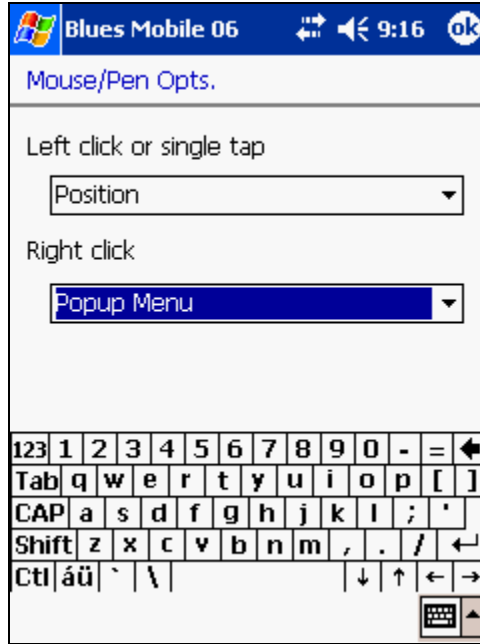 Blues Mobile 06 9:16 ok
Mouse/Pen Opts.
Left click or single tap
Position
Right click
Popup Menu
123 1 2 3 4 5 6 7 8 9 0 - =
Tab q w e r t y u i o p [ ]
CAP a s d f g h j k l ; '
Shift z x c v b n m , . /
Ctl áü ` \